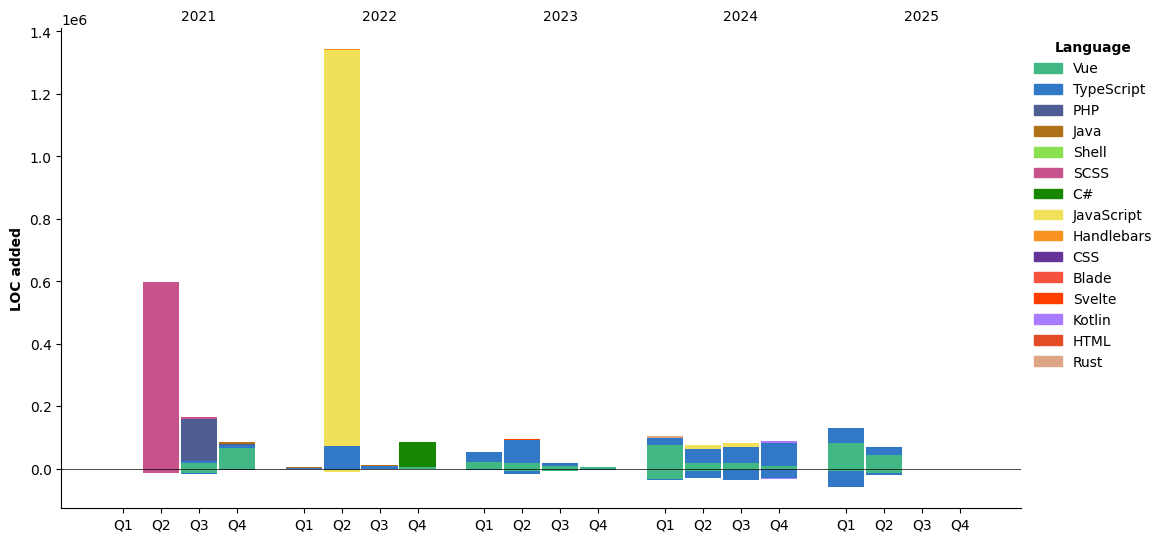 2021 2022 2023 2024 2025
1e6
1.4
1.2
1.0
0.8
0.6
0.4
0.2
0.0
LOC added
Q1 Q2 Q3 Q4 Q1 Q2 Q3 Q4 Q1 Q2 Q3 Q4 Q1 Q2 Q3 Q4 Q1 Q2 Q3 Q4
Language
Vue
TypeScript
PHP
Java
Shell
SCSS
C#
JavaScript
Handlebars
CSS
Blade
Svelte
Kotlin
HTML
Rust